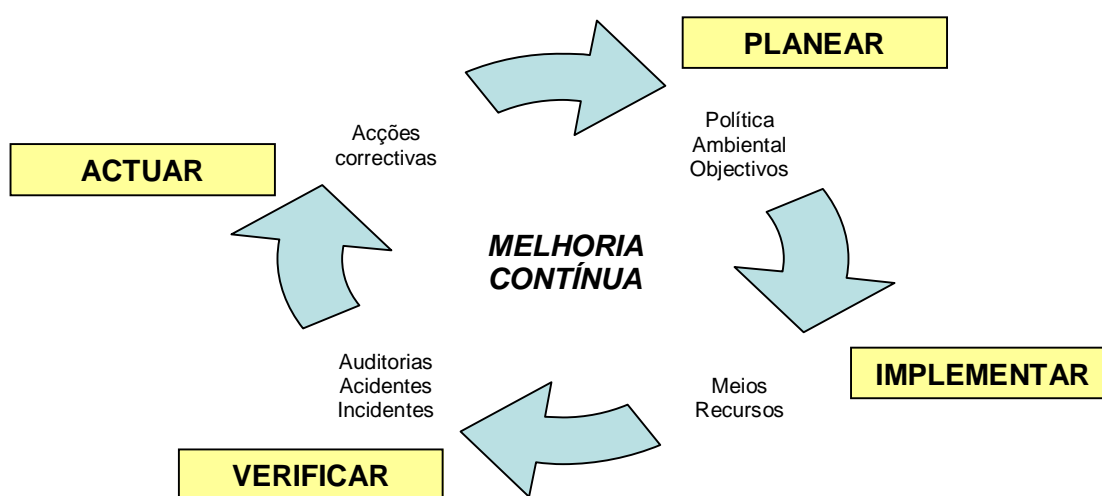 PLANEAR
Política
Ambiental
Objectivos
IMPLEMENTAR
Meios
Recursos
VERIFICAR
Auditorias
Acidentes
Incidentes
ACTUAR
Acções
correctivas
MELHORIA
CONTÍNUA